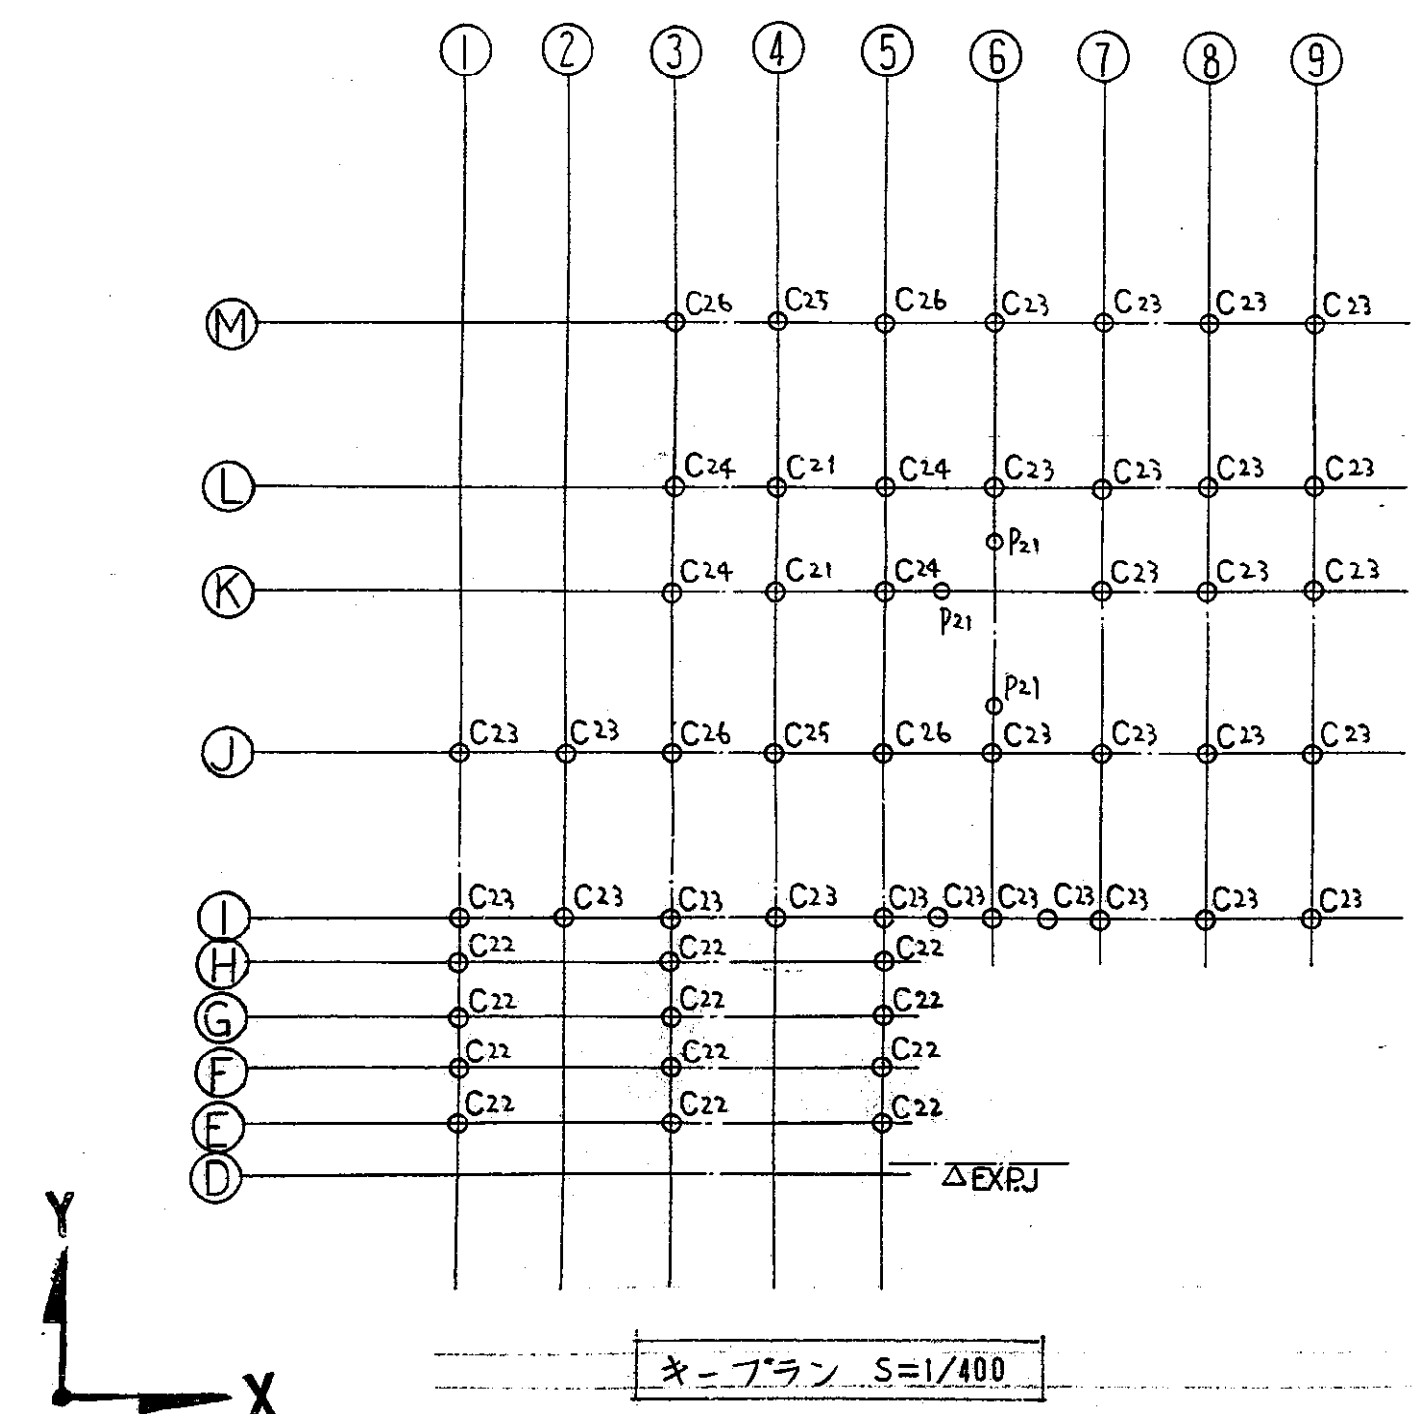 1 2 3 4 5 6 7 8 9
M C26 C25 C26 C23 C23 C23 C23
L C24 C21 C24 C23 C23 C23 C23
P21
K C24 C21 C24 C23 C23 C23
P21
P21
J C23 C23 C26 C25 C26 C23 C23 C23 C23
I C23 C23 C23 C23 C23 C23 C23 C23 C23 C23 C23
H C22 C22 C22
G C22 C22 C22
F C22 C22 C22
E C22 C22 C22
D
△EXP.J
Y
X
キープラン S=1/400